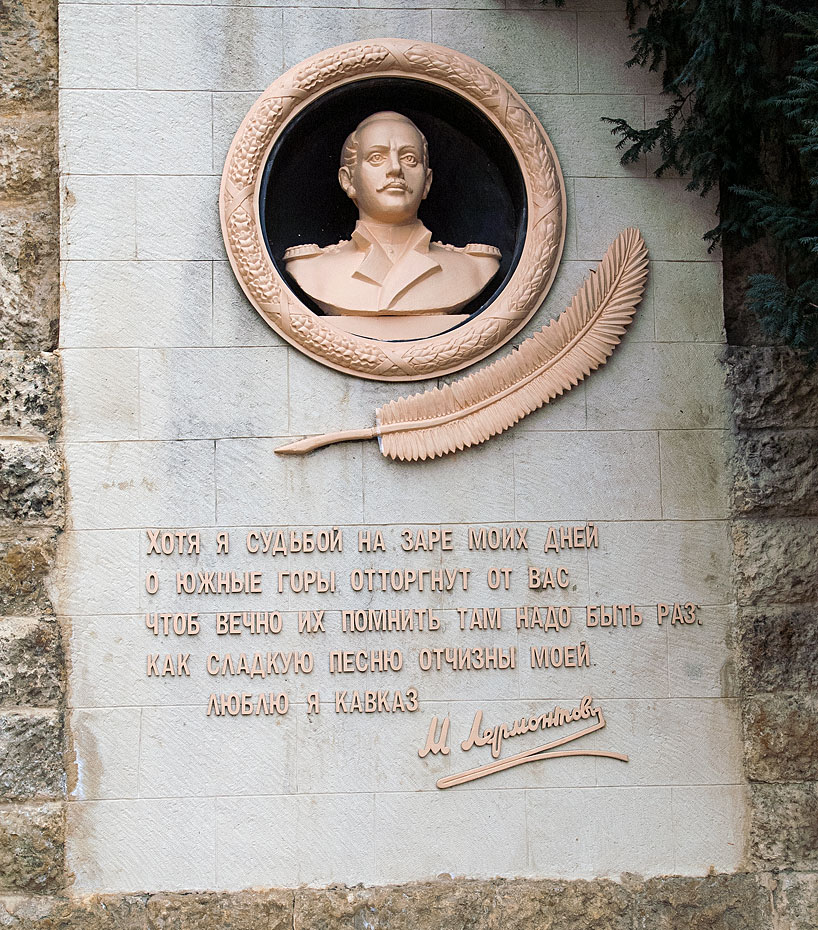 ХОТЯ Я СУДЬБОЙ НА ЗАРЕ МОИХ ДНЕЙ
О ЮЖНЫЕ ГОРЫ, ОТТОРГНУТ ОТ ВАС,
ЧТОБ ВЕЧНО ИХ ПОМНИТЬ ТАМ НАДО БЫТЬ РАЗ:
КАК СЛАДКУЮ ПЕСНЮ ОТЧИЗНЫ МОЕЙ.
ЛЮБЛЮ Я КАВКАЗ
М Лермонтовъ